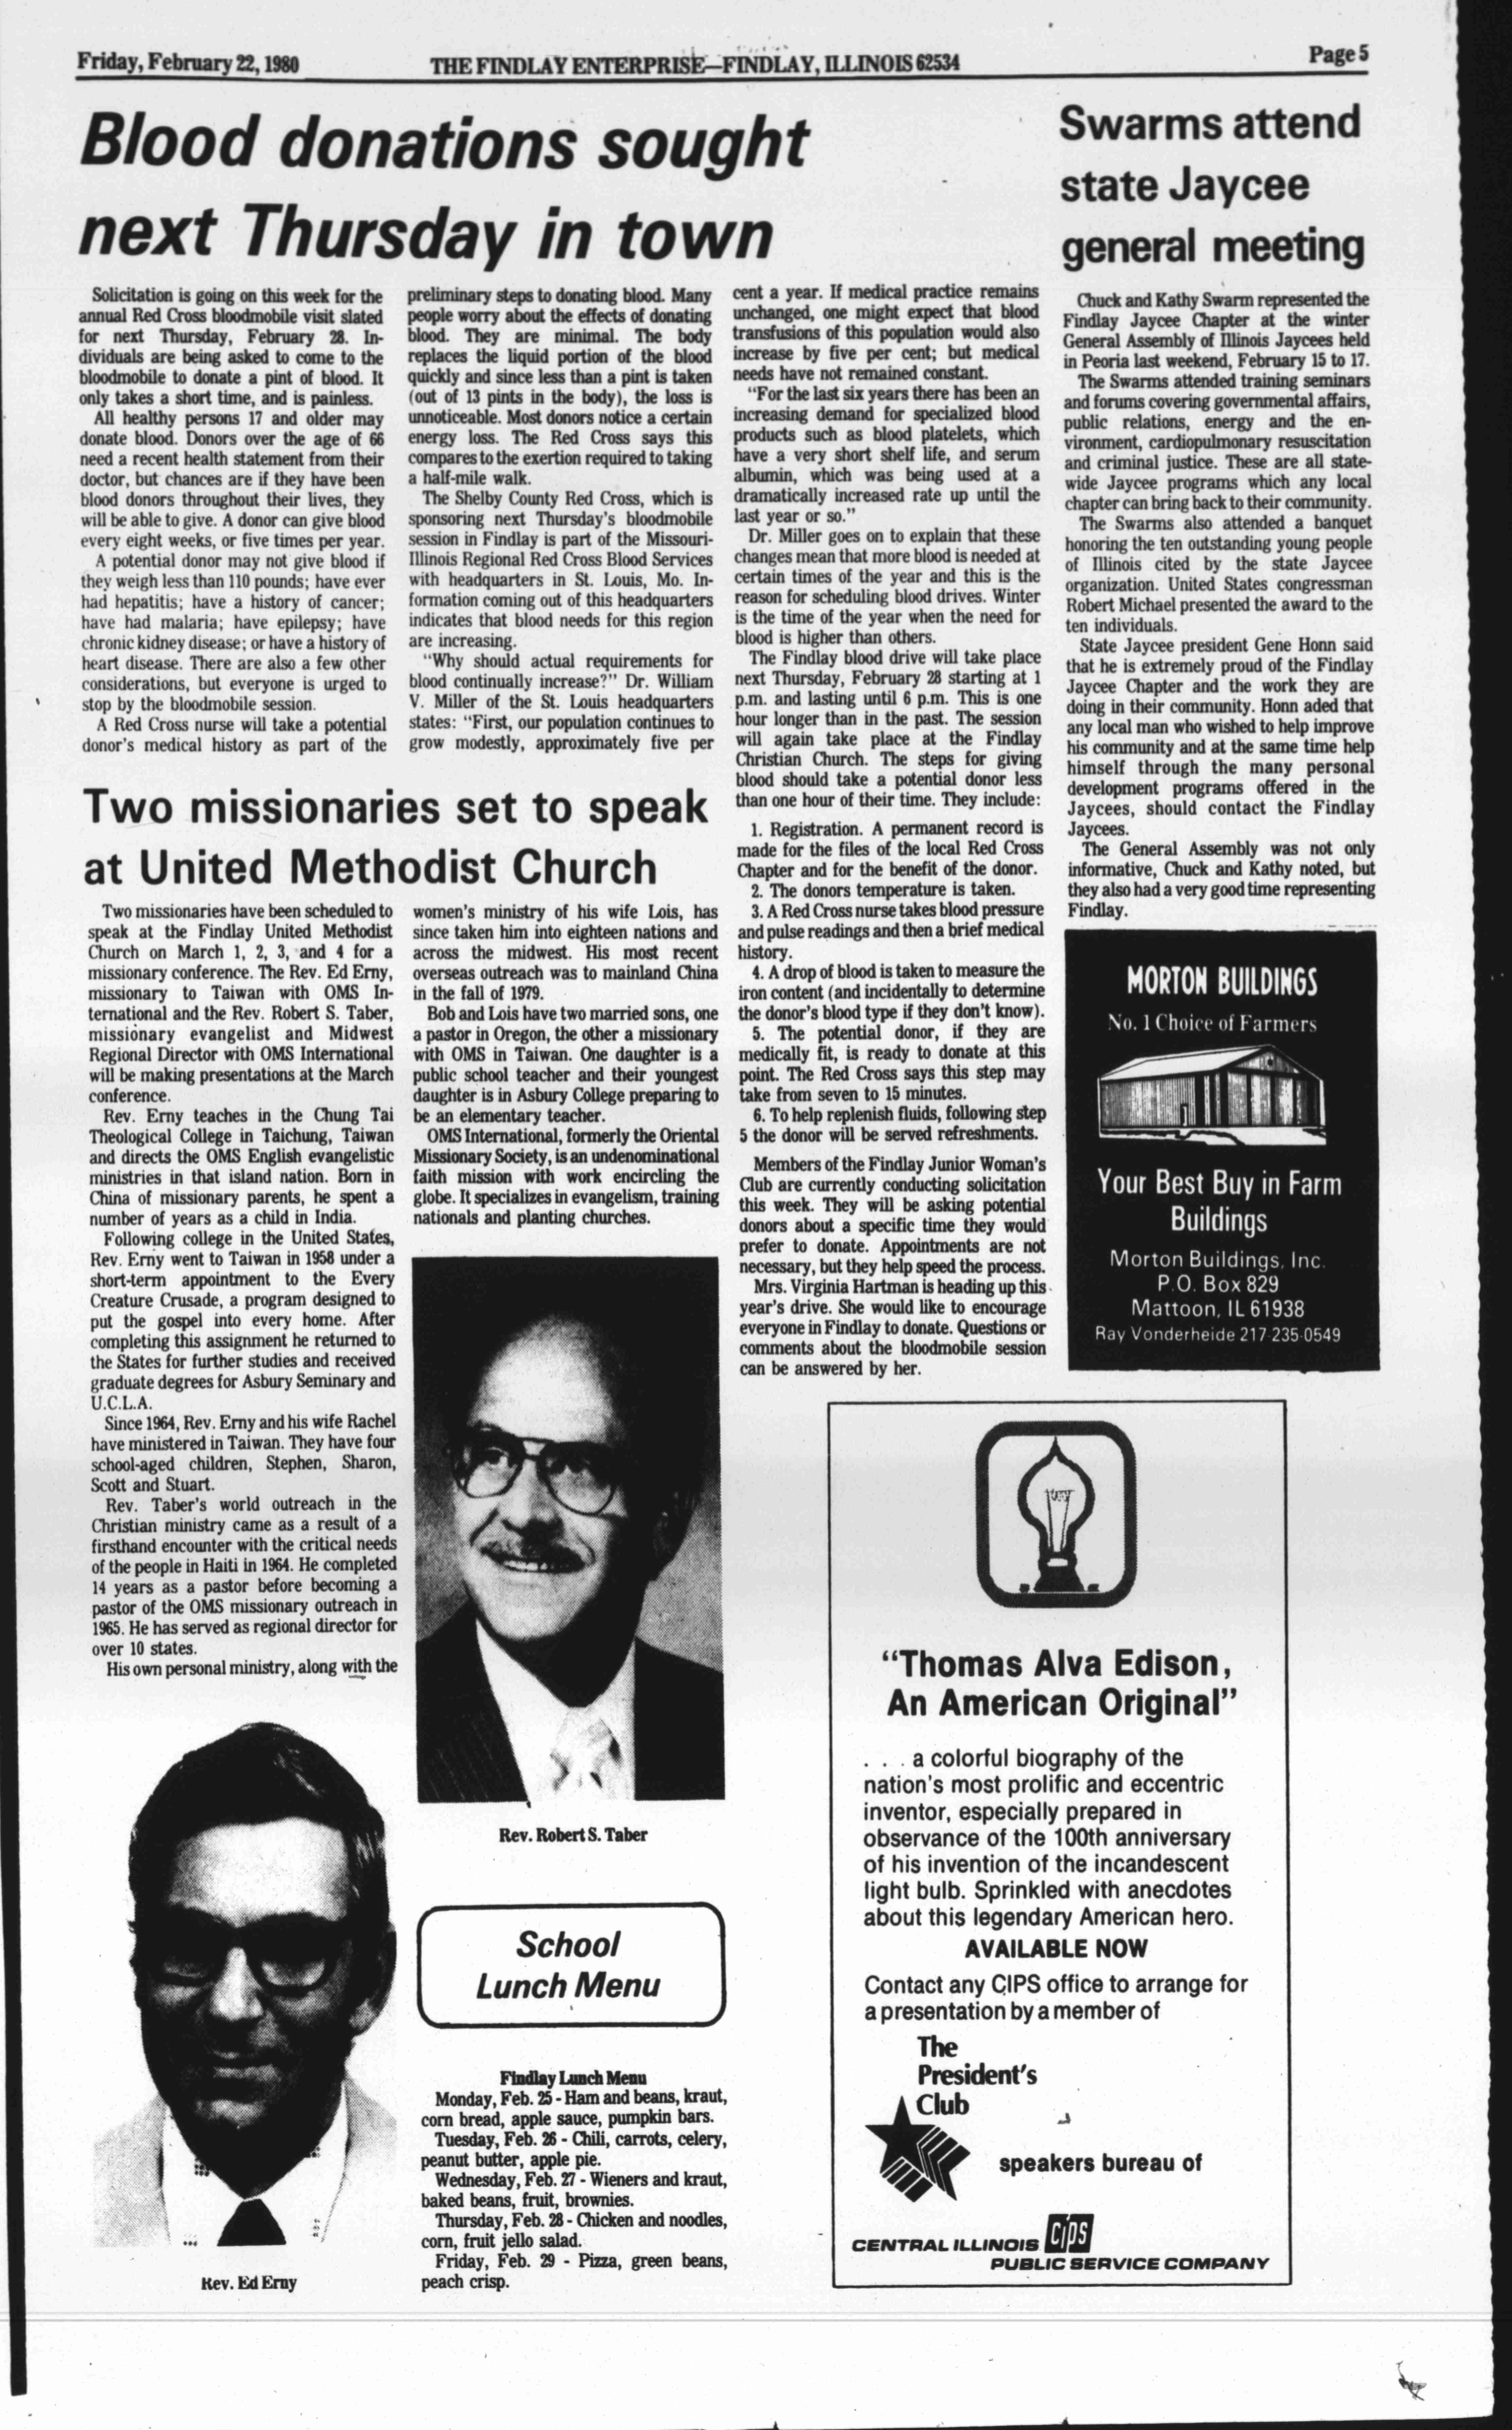 Friday, February 22, 1980
THE FINDLAY ENTERPRISE—FINDLAY, ILLINOIS 62534
Page 5
Blood donations sought
next Thursday in town
Solicitation is going on this week for the
annual Red Cross bloodmobile visit slated
for next Thursday, February 28. In-
dividuals are being asked to come to the
bloodmobile to donate a pint of blood. It
only takes a short time, and is painless.
All healthy persons 17 and older may
donate blood. Donors over the age of 66
need a recent health statement from their
doctor, but chances are if they have been
blood donors throughout their lives, they
will be able to give. A donor can give blood
every eight weeks, or five times per year.
A potential donor may not give blood if
they weigh less than 110 pounds; have ever
had hepatitis; have a history of cancer;
have had malaria; have epilepsy; have
chronic kidney disease; or have a history of
heart disease. There are also a few other
considerations, but everyone is urged to
stop by the bloodmobile session.
A Red Cross nurse will take a potential
donor's medical history as part of the
preliminary steps to donating blood. Many
people worry about the effects of donating
blood. They are minimal. The body
replaces the liquid portion of the blood
quickly and since less than a pint is taken
(out of 13 pints in the body), the loss is
unnoticeable. Most donors notice a certain
energy loss. The Red Cross says this
compares to the exertion required to taking
a half-mile walk.
The Shelby County Red Cross, which is
sponsoring next Thursday's bloodmobile
session in Findlay is part of the Missouri-
Illinois Regional Red Cross Blood Services
with headquarters in St. Louis, Mo. In-
formation coming out of this headquarters
indicates that blood needs for this region
are increasing.
"Why should actual requirements for
blood continually increase?" Dr. William
V. Miller of the St. Louis headquarters
states: "First, our population continues to
grow modestly, approximately five per
cent a year. If medical practice remains
unchanged, one might expect that blood
transfusions of this population would also
increase by five per cent; but medical
needs have not remained constant.
"For the last six years there has been an
increasing demand for specialized blood
products such as blood platelets, which
have a very short shelf life, and serum
albumin, which was being used at a
dramatically increased rate up until the
last year or so."
Dr. Miller goes on to explain that these
changes mean that more blood is needed at
certain times of the year and this is the
reason for scheduling blood drives. Winter
is the time of the year when the need for
blood is higher than others.
The Findlay blood drive will take place
next Thursday, February 28 starting at 1
p.m. and lasting until 6 p.m. This is one
hour longer than in the past. The session
will again take place at the Findlay
Christian Church. The steps for giving
blood should take a potential donor less
than one hour of their time. They include:
1. Registration. A permanent record is
made for the files of the local Red Cross
Chapter and for the benefit of the donor.
2. The donors temperature is taken.
3. A Red Cross nurse takes blood pressure
and pulse readings and then a brief medical
history.
4. A drop of blood is taken to measure the
iron content (and incidentally to determine
the donor's blood type if they don't know).
5. The potential donor, if they are
medically fit, is ready to donate at this
point. The Red Cross says this step may
take from seven to 15 minutes.
6. To help replenish fluids, following step
5 the donor will be served refreshments.
Members of the Findlay Junior Woman's
Club are currently conducting solicitation
this week. They will be asking potential
donors about a specific time they would
prefer to donate. Appointments are not
necessary, but they help speed the process.
Mrs. Virginia Hartman is heading up this
year's drive. She would like to encourage
everyone in Findlay to donate. Questions or
comments about the bloodmobile session
can be answered by her.
Swarms attend
state Jaycee
general meeting
Chuck and Kathy Swarm represented the
Findlay Jaycee Chapter at the winter
General Assembly of Illinois Jaycees held
in Peoria last weekend, February 15 to 17.
The Swarms attended training seminars
and forums covering governmental affairs,
public relations, energy and the en-
vironment, cardiopulmonary resuscitation
and criminal justice. These are all state-
wide Jaycee programs which any local
chapter can bring back to their community.
The Swarms also attended a banquet
honoring the ten outstanding young people
of Illinois cited by the state Jaycee
organization. United States congressman
Robert Michael presented the award to the
ten individuals.
State Jaycee president Gene Honn said
that he is extremely proud of the Findlay
Jaycee Chapter and the work they are
doing in their community. Honn aded that
any local man who wished to help improve
his community and at the same time help
himself through the many personal
development programs offered in the
Jaycees, should contact the Findlay
Jaycees.
The General Assembly was not only
informative, Chuck and Kathy noted, but
they also had a very good time representing
Findlay.
Two missionaries set to speak
at United Methodist Church
Two missionaries have been scheduled to
speak at the Findlay United Methodist
Church on March 1, 2, 3, and 4 for a
missionary conference. The Rev. Ed Erny,
missionary to Taiwan with OMS In-
ternational and the Rev. Robert S. Taber,
missionary evangelist and Midwest
Regional Director with OMS International
will be making presentations at the March
conference.
Rev. Erny teaches in the Chung Tai
Theological College in Taichung, Taiwan
and directs the OMS English evangelistic
ministries in that island nation. Born in
China of missionary parents, he spent a
number of years as a child in India.
Following college in the United States,
Rev. Erny went to Taiwan in 1958 under a
short-term appointment to the Every
Creature Crusade, a program designed to
put the gospel into every home. After
completing this assignment he returned to
the States for further studies and received
graduate degrees for Asbury Seminary and
U.C.L.A.
Since 1964, Rev. Erny and his wife Rachel
have ministered in Taiwan. They have four
school-aged children, Stephen, Sharon,
Scott and Stuart.
Rev. Taber's world outreach in the
Christian ministry came as a result of a
firsthand encounter with the critical needs
of the people in Haiti in 1964. He completed
14 years as a pastor before becoming a
pastor of the OMS missionary outreach in
1965. He has served as regional director for
over 10 states.
His own personal ministry, along with the
women's ministry of his wife Lois, has
since taken him into eighteen nations and
across the midwest. His most recent
overseas outreach was to mainland China
in the fall of 1979.
Bob and Lois have two married sons, one
a pastor in Oregon, the other a missionary
with OMS in Taiwan. One daughter is a
public school teacher and their youngest
daughter is in Asbury College preparing to
be an elementary teacher.
OMS International, formerly the Oriental
Missionary Society, is an undenominational
faith mission with work encircling the
globe. It specializes in evangelism, training
nationals and planting churches.
Rev. Robert S. Taber
Rev. Ed Erny
School
Lunch Menu
Findlay Lunch Menu
Monday, Feb. 25 - Ham and beans, kraut,
corn bread, apple sauce, pumpkin bars.
Tuesday, Feb. 26 - Chili, carrots, celery,
peanut butter, apple pie.
Wednesday, Feb. 27 - Wieners and kraut,
baked beans, fruit, brownies.
Thursday, Feb. 28 - Chicken and noodles,
corn, fruit jello salad.
Friday, Feb. 29 - Pizza, green beans,
peach crisp.
MORTON BUILDINGS
No. 1 Choice of Farmers
Your Best Buy in Farm
Buildings
Morton Buildings, Inc.
P.O. Box 829
Mattoon, IL 61938
Ray Vonderheide 217-235-0549
"Thomas Alva Edison,
An American Original"
. . . a colorful biography of the
nation's most prolific and eccentric
inventor, especially prepared in
observance of the 100th anniversary
of his invention of the incandescent
light bulb. Sprinkled with anecdotes
about this legendary American hero.
AVAILABLE NOW
Contact any CIPS office to arrange for
a presentation by a member of
The
President's
Club
speakers bureau of
CENTRAL ILLINOIS CIPS
PUBLIC SERVICE COMPANY